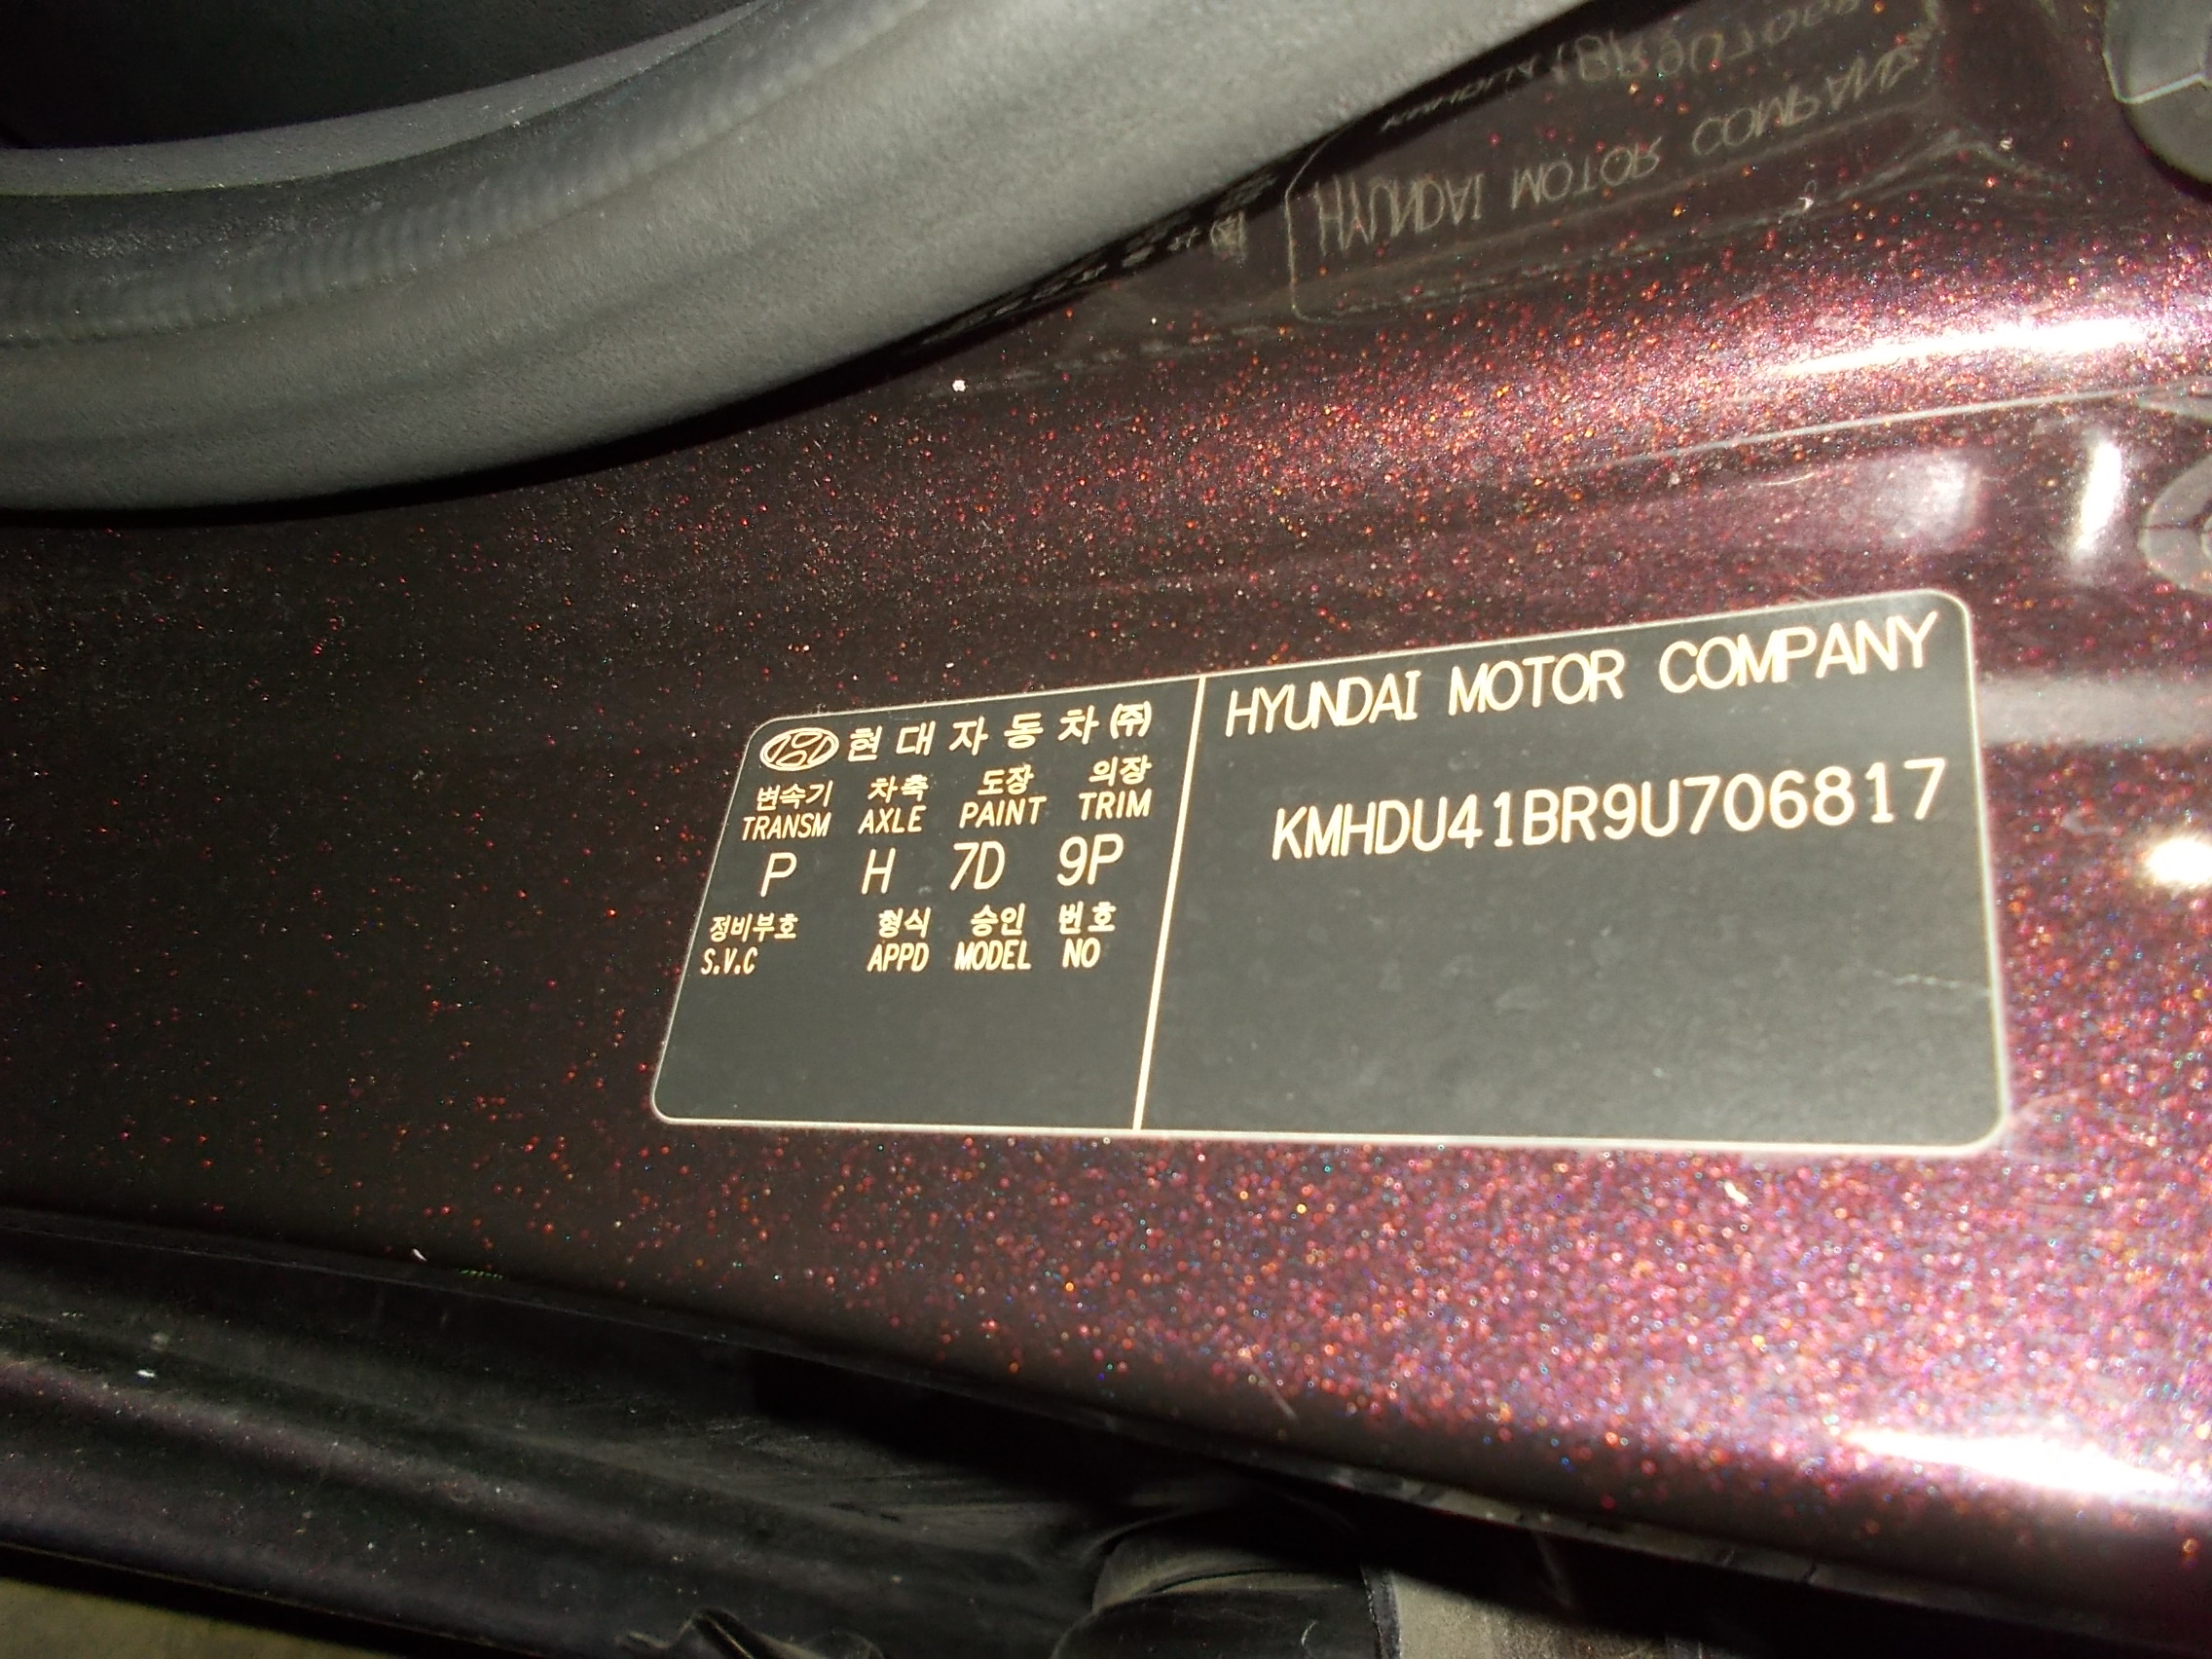 현대자동차㈜
변속기 차축 도장 의장
TRANSM AXLE PAINT TRIM
P H 7D 9P
정비부호 형식 승인 번호
S.V.C APPD MODEL NO
HYUNDAI MOTOR COMPANY
KMHDU41BR9U706817
HYUNDAI MOTOR COMPANY